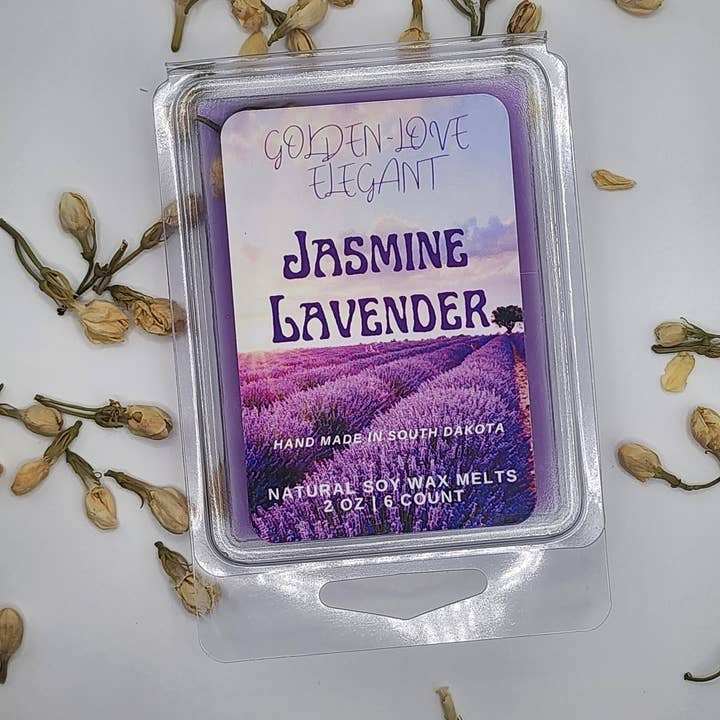 GOLDEN-LOVE
ELEGANT
JASMINE
LAVENDER
HAND MADE IN SOUTH DAKOTA
NATURAL SOY WAX MELTS
2 OZ | 6 COUNT